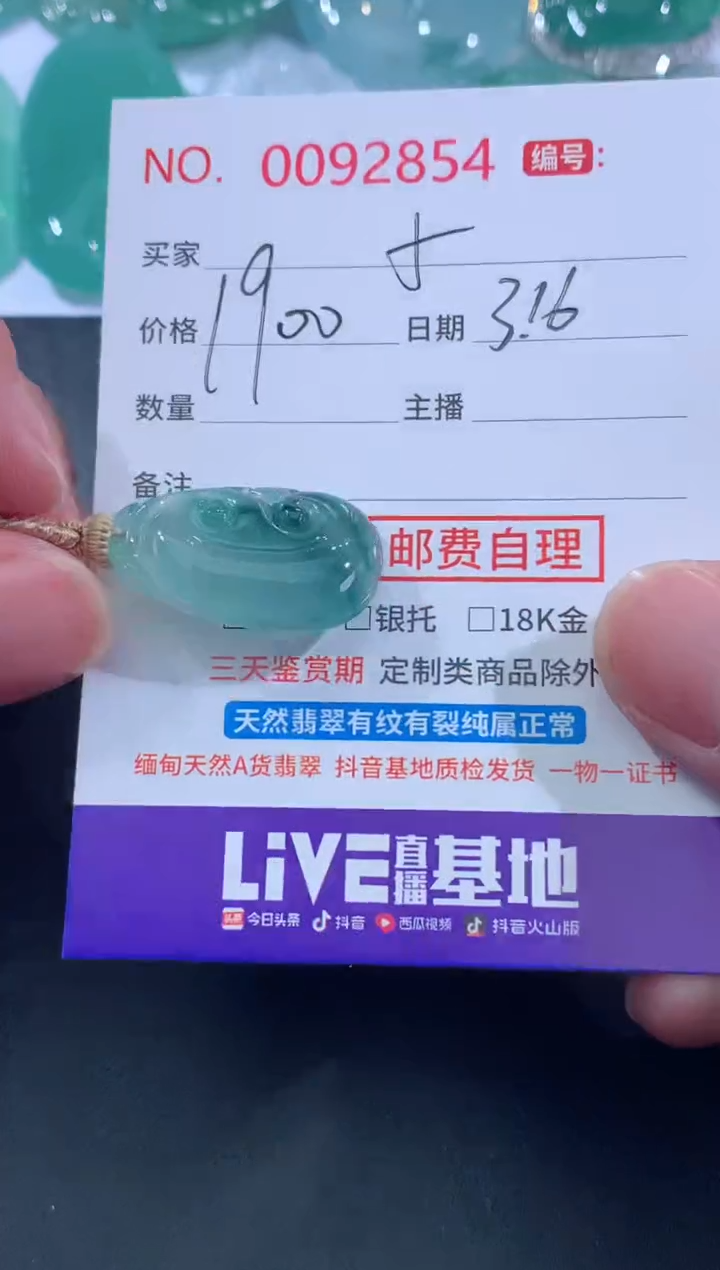 NO. 0092854 编号:
买家
价格 1900 日期 3.16
数量 主播
备注
邮费自理
□银托 □18K金
三天鉴赏期 定制类商品除外
天然翡翠有纹有裂纯属正常
缅甸天然A货翡翠 抖音基地质检发货 一物一证书
LiVE直播基地
头条 今日头条 抖音 西瓜视频 抖音火山版